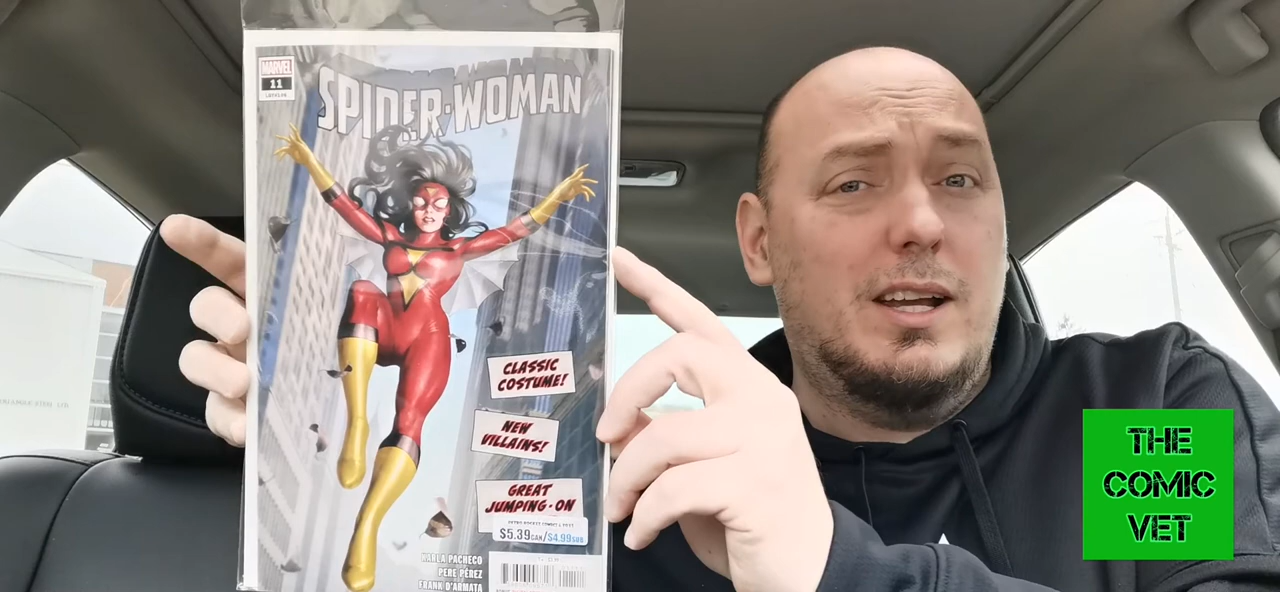 MARVEL
11
SPIDER-WOMAN
CLASSIC
COSTUME!
NEW
VILLAINS!
GREAT
JUMPING-ON
$5.39CAN/$4.99SUB
KARLA PACHECO
PERE PÉREZ
FRANK D'ARMATA
THE
COMIC
VET